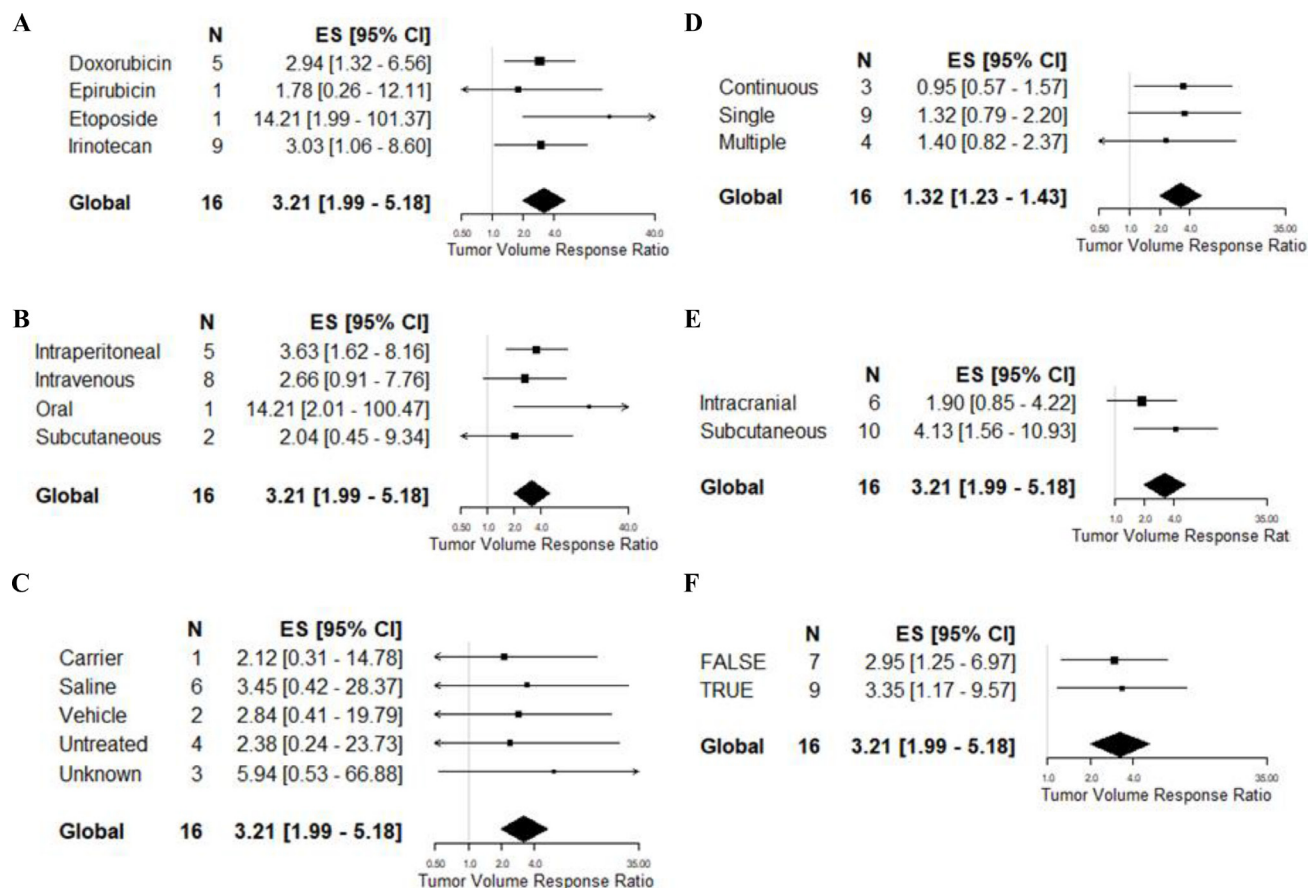 A
N ES [95% CI]
Doxorubicin 5 2.94 [1.32 - 6.56]
Epirubicin 1 1.78 [0.26 - 12.11]
Etoposide 1 14.21 [1.99 - 101.37]
Irinotecan 9 3.03 [1.06 - 8.60]
Global 16 3.21 [1.99 - 5.18]
0.50 1.0 2.0 4.0 40.0
Tumor Volume Response Ratio
B
N ES [95% CI]
Intraperitoneal 5 3.63 [1.62 - 8.16]
Intravenous 8 2.66 [0.91 - 7.76]
Oral 1 14.21 [2.01 - 100.47]
Subcutaneous 2 2.04 [0.45 - 9.34]
Global 16 3.21 [1.99 - 5.18]
0.50 1.0 2.0 4.0 40.0
Tumor Volume Response Ratio
C
N ES [95% CI]
Carrier 1 2.12 [0.31 - 14.78]
Saline 6 3.45 [0.42 - 28.37]
Vehicle 2 2.84 [0.41 - 19.79]
Untreated 4 2.38 [0.24 - 23.73]
Unknown 3 5.94 [0.53 - 66.88]
Global 16 3.21 [1.99 - 5.18]
0.50 1.0 2.0 4.0 35.00
Tumor Volume Response Ratio
D
N ES [95% CI]
Continuous 3 0.95 [0.57 - 1.57]
Single 9 1.32 [0.79 - 2.20]
Multiple 4 1.40 [0.82 - 2.37]
Global 16 1.32 [1.23 - 1.43]
0.50 1.0 2.0 4.0 35.00
Tumor Volume Response Ratio
E
N ES [95% CI]
Intracranial 6 1.90 [0.85 - 4.22]
Subcutaneous 10 4.13 [1.56 - 10.93]
Global 16 3.21 [1.99 - 5.18]
1.0 2.0 4.0 35.00
Tumor Volume Response Rat
F
N ES [95% CI]
FALSE 7 2.95 [1.25 - 6.97]
TRUE 9 3.35 [1.17 - 9.57]
Global 16 3.21 [1.99 - 5.18]
1.0 2.0 4.0 35.00
Tumor Volume Response Ratio